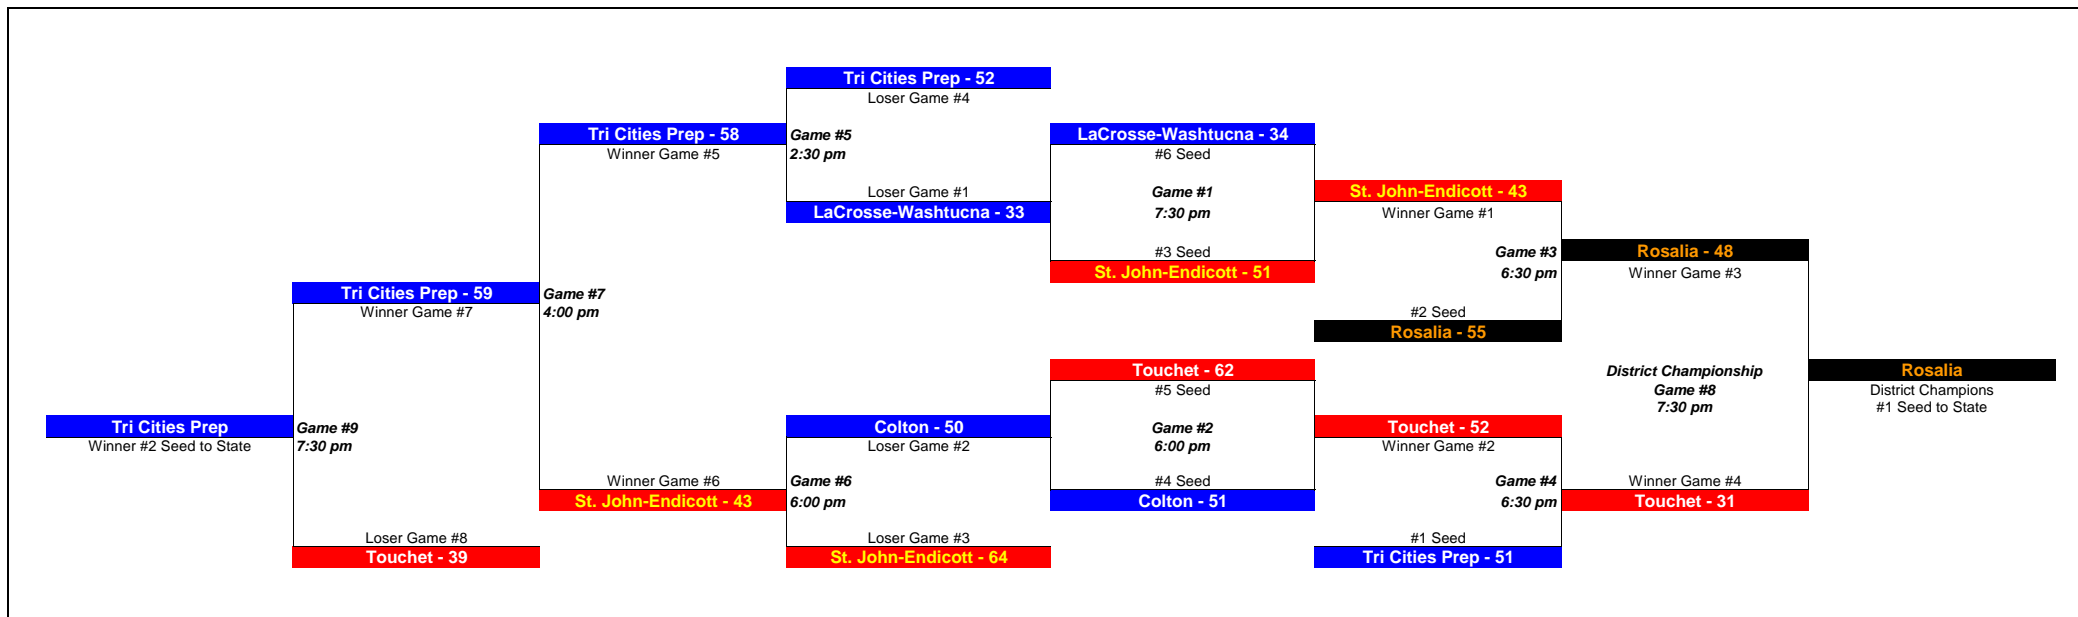 Tri Cities Prep - 52
Loser Game #4
Tri Cities Prep - 58
Game #5
LaCrosse-Washtucna - 34
Winner Game #5
2:30 pm
#6 Seed
Loser Game #1
Game #1
St. John-Endicott - 43
LaCrosse-Washtucna - 33
7:30 pm
Winner Game #1
#3 Seed
Game #3
Rosalia - 48
St. John-Endicott - 51
6:30 pm
Winner Game #3
Tri Cities Prep - 59
Game #7
Winner Game #7
4:00 pm
#2 Seed
Rosalia - 55
Touchet - 62
District Championship
Rosalia
#5 Seed
Game #8
District Champions
7:30 pm
#1 Seed to State
Tri Cities Prep
Game #9
Colton - 50
Game #2
Touchet - 52
Winner #2 Seed to State
7:30 pm
Loser Game #2
6:00 pm
Winner Game #2
Winner Game #6
Game #6
#4 Seed
Game #4
Winner Game #4
St. John-Endicott - 43
6:00 pm
Colton - 51
6:30 pm
Touchet - 31
Loser Game #8
Loser Game #3
#1 Seed
Touchet - 39
St. John-Endicott - 64
Tri Cities Prep - 51